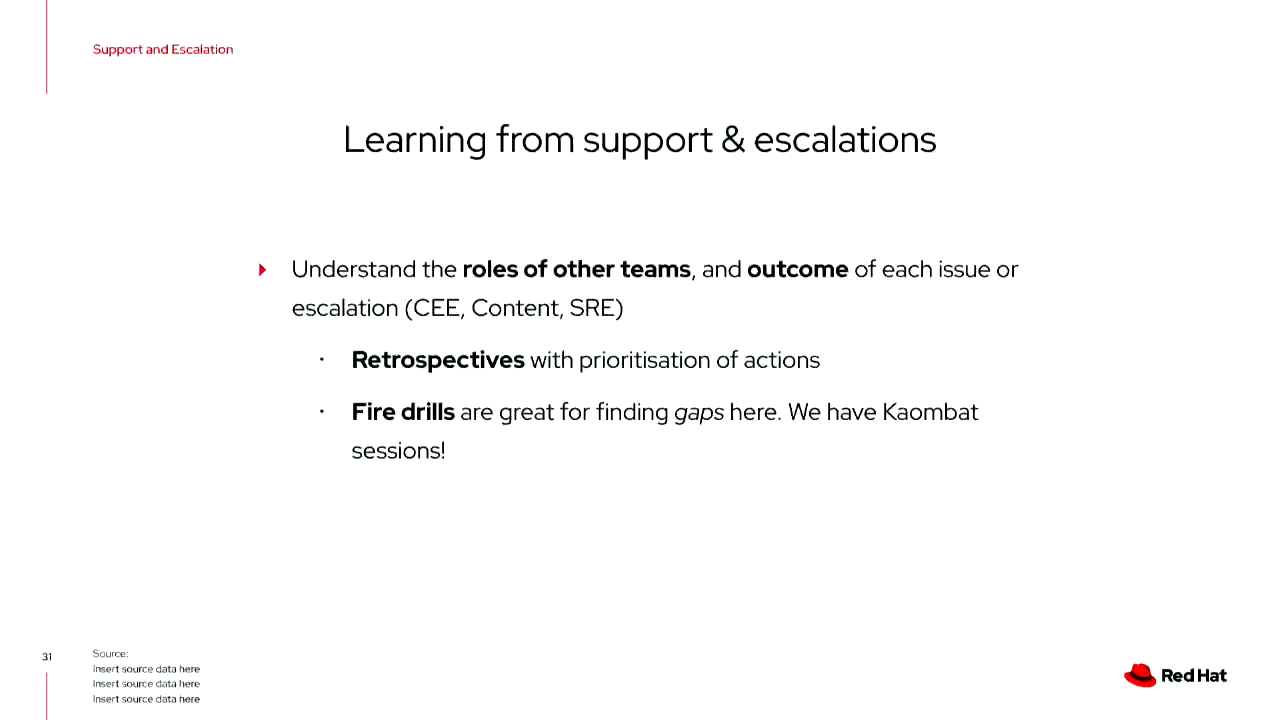 Support and Escalation
Learning from support & escalations
Understand the roles of other teams, and outcome of each issue or
escalation (CEE, Content, SRE)
Retrospectives with prioritisation of actions
Fire drills are great for finding gaps here. We have Kaombat
sessions!
31
Source:
Insert source data here
Insert source data here
Insert source data here
Red Hat